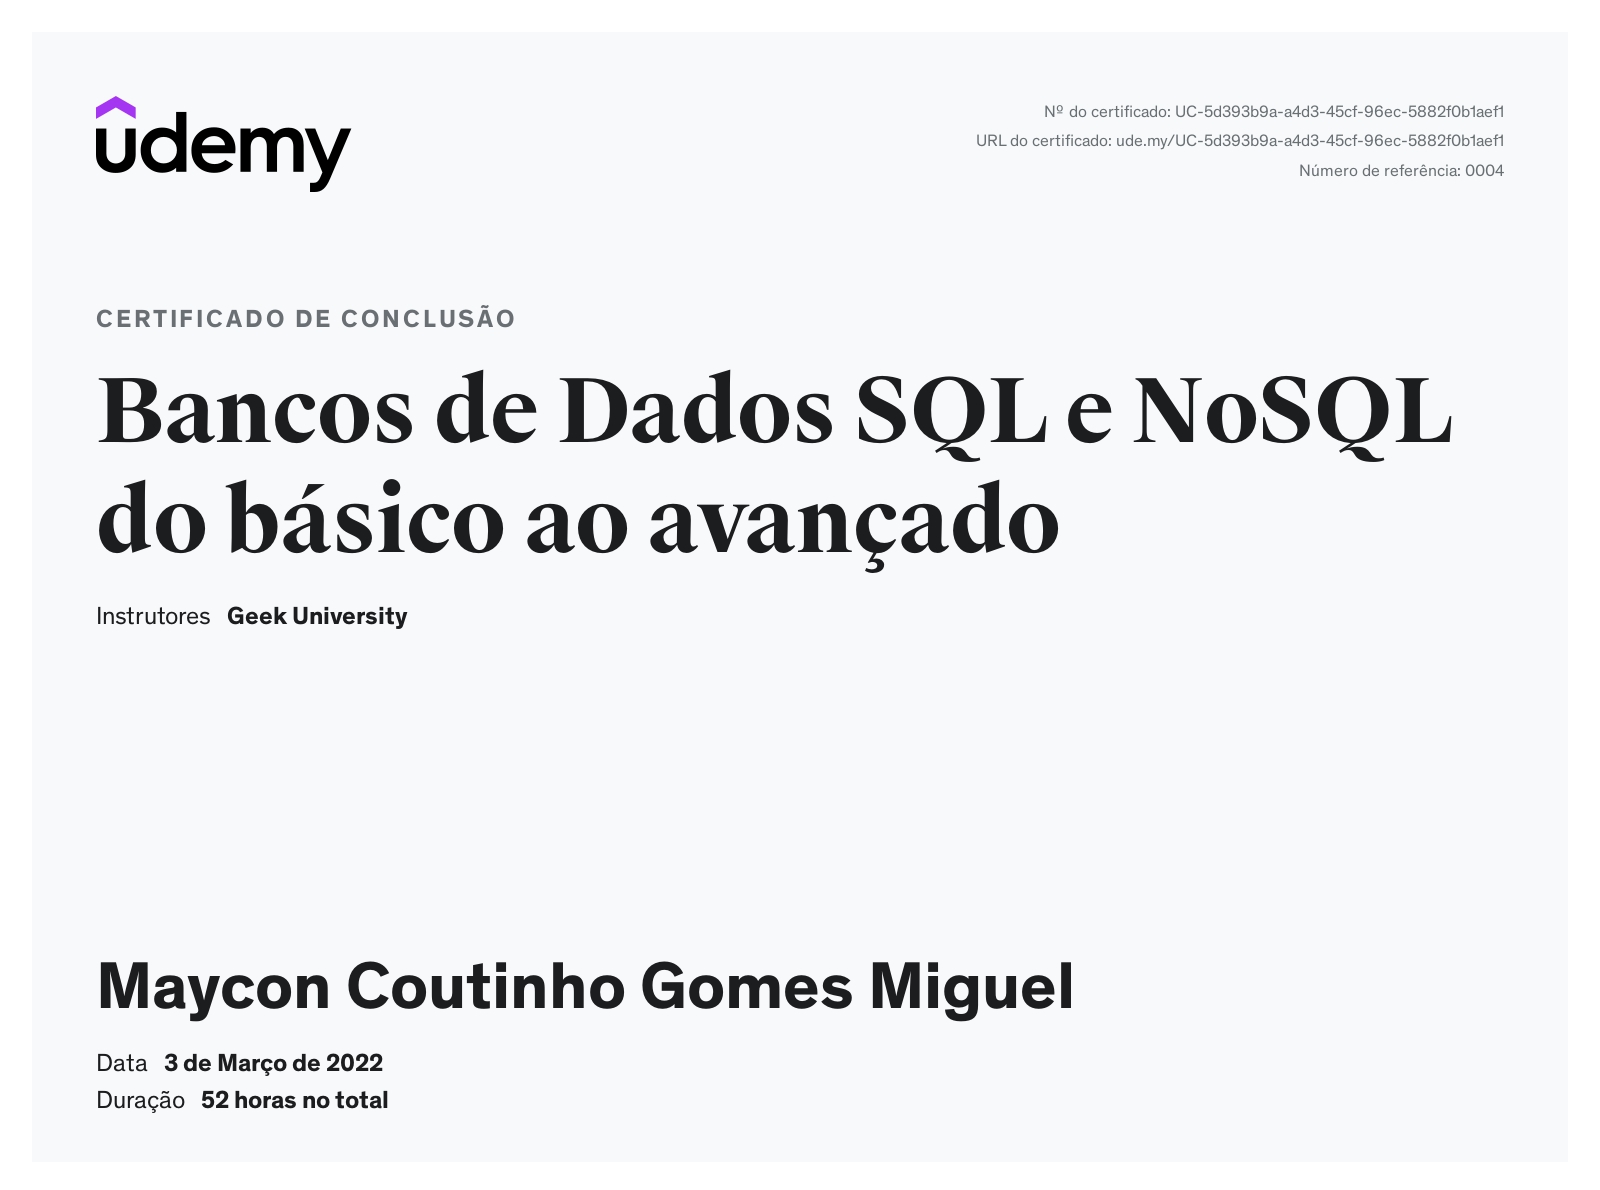 udemy
Nº do certificado: UC-5d393b9a-a4d3-45cf-96ec-5882f0b1aef1
URL do certificado: ude.my/UC-5d393b9a-a4d3-45cf-96ec-5882f0b1aef1
Número de referência: 0004
CERTIFICADO DE CONCLUSÃO
Bancos de Dados SQL e NoSQL
do básico ao avançado
Instrutores Geek University
Maycon Coutinho Gomes Miguel
Data 3 de Março de 2022
Duração 52 horas no total